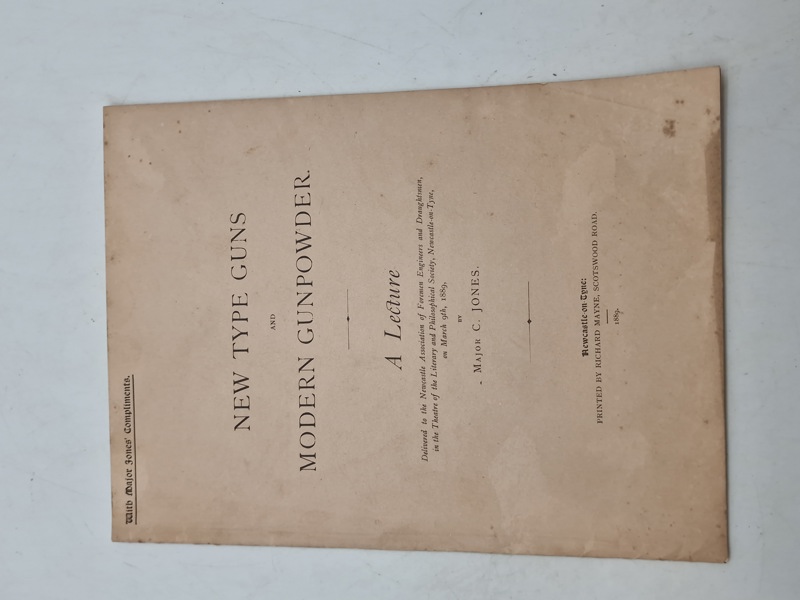 With Major Jones' Compliments.
NEW TYPE GUNS
AND
MODERN GUNPOWDER.
A Lecture
Delivered to the Newcastle Association of Foremen Engineers and Draughtsmen,
in the Theatre of the Literary and Philosophical Society, Newcastle-on-Tyne,
on March 9th, 1889,
BY
MAJOR C. JONES.
Newcastle-on-Tyne:
PRINTED BY RICHARD MAYNE, SCOTSWOOD ROAD.
1889.